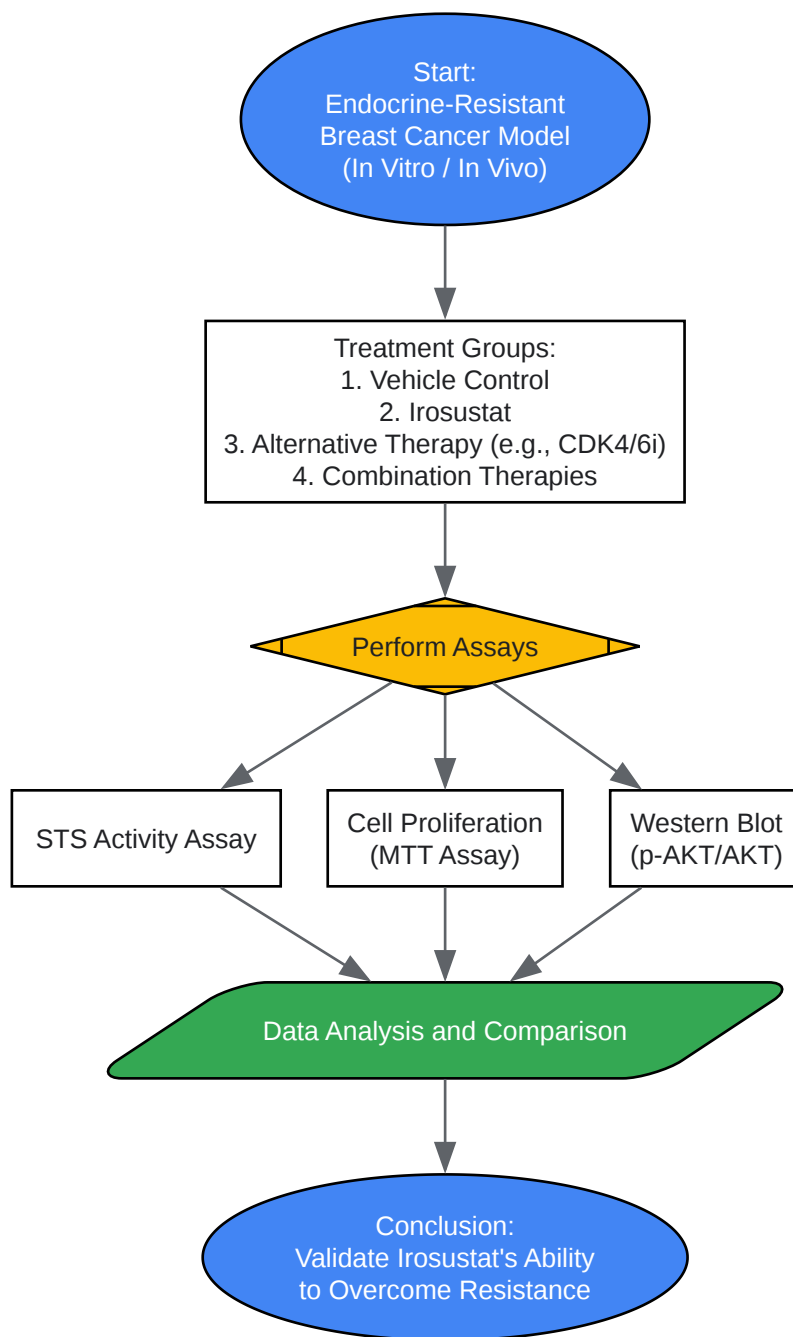 Start:
Endocrine-Resistant
Breast Cancer Model
(In Vitro / In Vivo)
Treatment Groups:
1. Vehicle Control
2. Irosustat
3. Alternative Therapy (e.g., CDK4/6i)
4. Combination Therapies
Perform Assays
STS Activity Assay
Cell Proliferation
(MTT Assay)
Western Blot
(p-AKT/AKT)
Data Analysis and Comparison
Conclusion:
Validate Irosustat's Ability
to Overcome Resistance